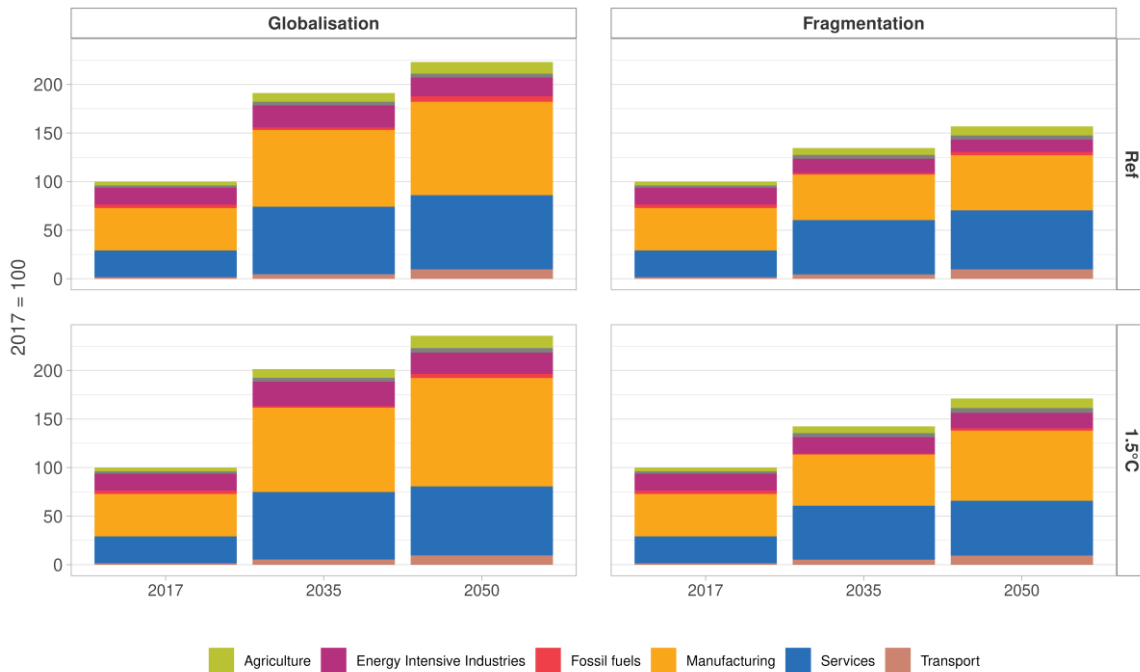 Globalisation
Fragmentation
2017 = 100
200
150
100
50
0
Ref
200
150
100
50
0
1.5°C
2017
2035
2050
2017
2035
2050
Agriculture
Energy Intensive Industries
Fossil fuels
Manufacturing
Services
Transport